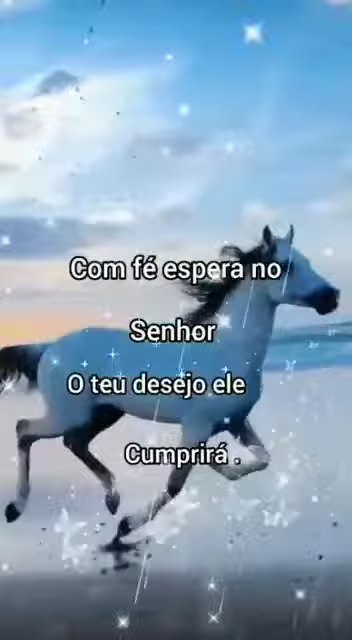 Com fé espera no
Senhor
O teu desejo ele
Cumprirá .